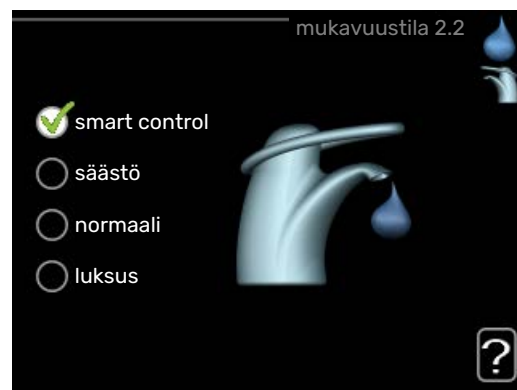 mukavuustila 2.2
smart control
säästö
normaali
luksus
?